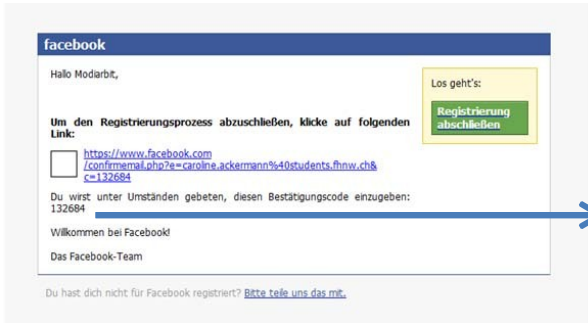 facebook
Hallo Modiarbt,
Um den Registrierungsprozess abzuschließen, klicke auf folgenden
Link:
https://www.facebook.com
/confirmemail.php?e=caroline.ackermann%40students.fhnw.ch&
c=132684
Du wirst unter Umständen gebeten, diesen Bestätigungscode einzugeben:
132684
Willkommen bei Facebook!
Das Facebook-Team
Los geht's:
Registrierung
abschließen
Du hast dich nicht für Facebook registriert? Bitte teile uns das mit.